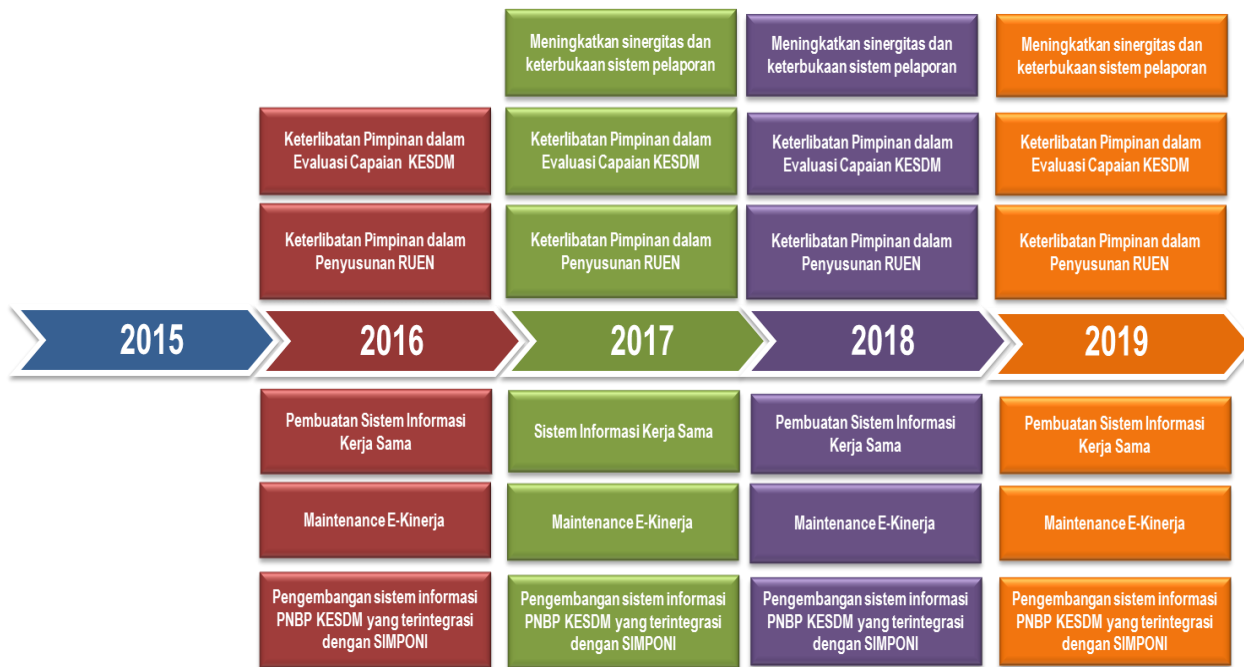 Meningkatkan sinergitas dan
keterbukaan sistem pelaporan
Meningkatkan sinergitas dan
keterbukaan sistem pelaporan
Meningkatkan sinergitas dan
keterbukaan sistem pelaporan
Keterlibatan Pimpinan dalam
Evaluasi Capaian KESDM
Keterlibatan Pimpinan dalam
Evaluasi Capaian KESDM
Keterlibatan Pimpinan dalam
Evaluasi Capaian KESDM
Keterlibatan Pimpinan dalam
Evaluasi Capaian KESDM
Keterlibatan Pimpinan dalam
Penyusunan RUEN
Keterlibatan Pimpinan dalam
Penyusunan RUEN
Keterlibatan Pimpinan dalam
Penyusunan RUEN
Keterlibatan Pimpinan dalam
Penyusunan RUEN
2015
2016
2017
2018
2019
Pembuatan Sistem Informasi
Kerja Sama
Sistem Informasi Kerja Sama
Pembuatan Sistem Informasi
Kerja Sama
Pembuatan Sistem Informasi
Kerja Sama
Maintenance E-Kinerja
Maintenance E-Kinerja
Maintenance E-Kinerja
Maintenance E-Kinerja
Pengembangan sistem informasi
PNBP KESDM yang terintegrasi
dengan SIMPONI
Pengembangan sistem informasi
PNBP KESDM yang terintegrasi
dengan SIMPONI
Pengembangan sistem informasi
PNBP KESDM yang terintegrasi
dengan SIMPONI
Pengembangan sistem informasi
PNBP KESDM yang terintegrasi
dengan SIMPONI